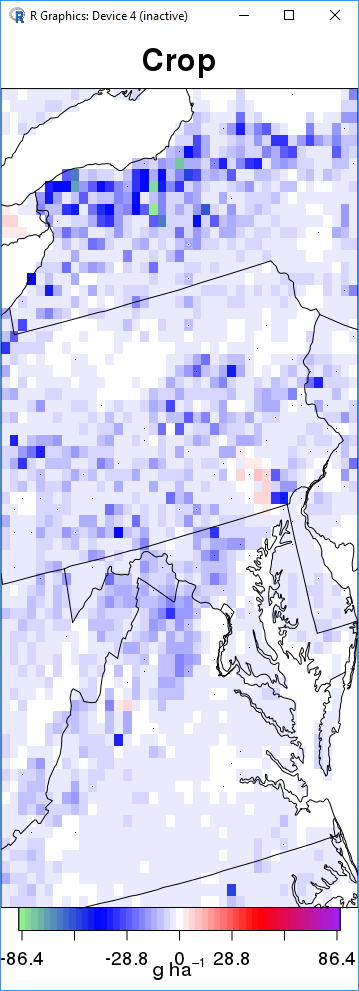 R Graphics: Device 4 (inactive)
Crop
-86.4 -28.8 0 28.8 86.4
g ha⁻¹